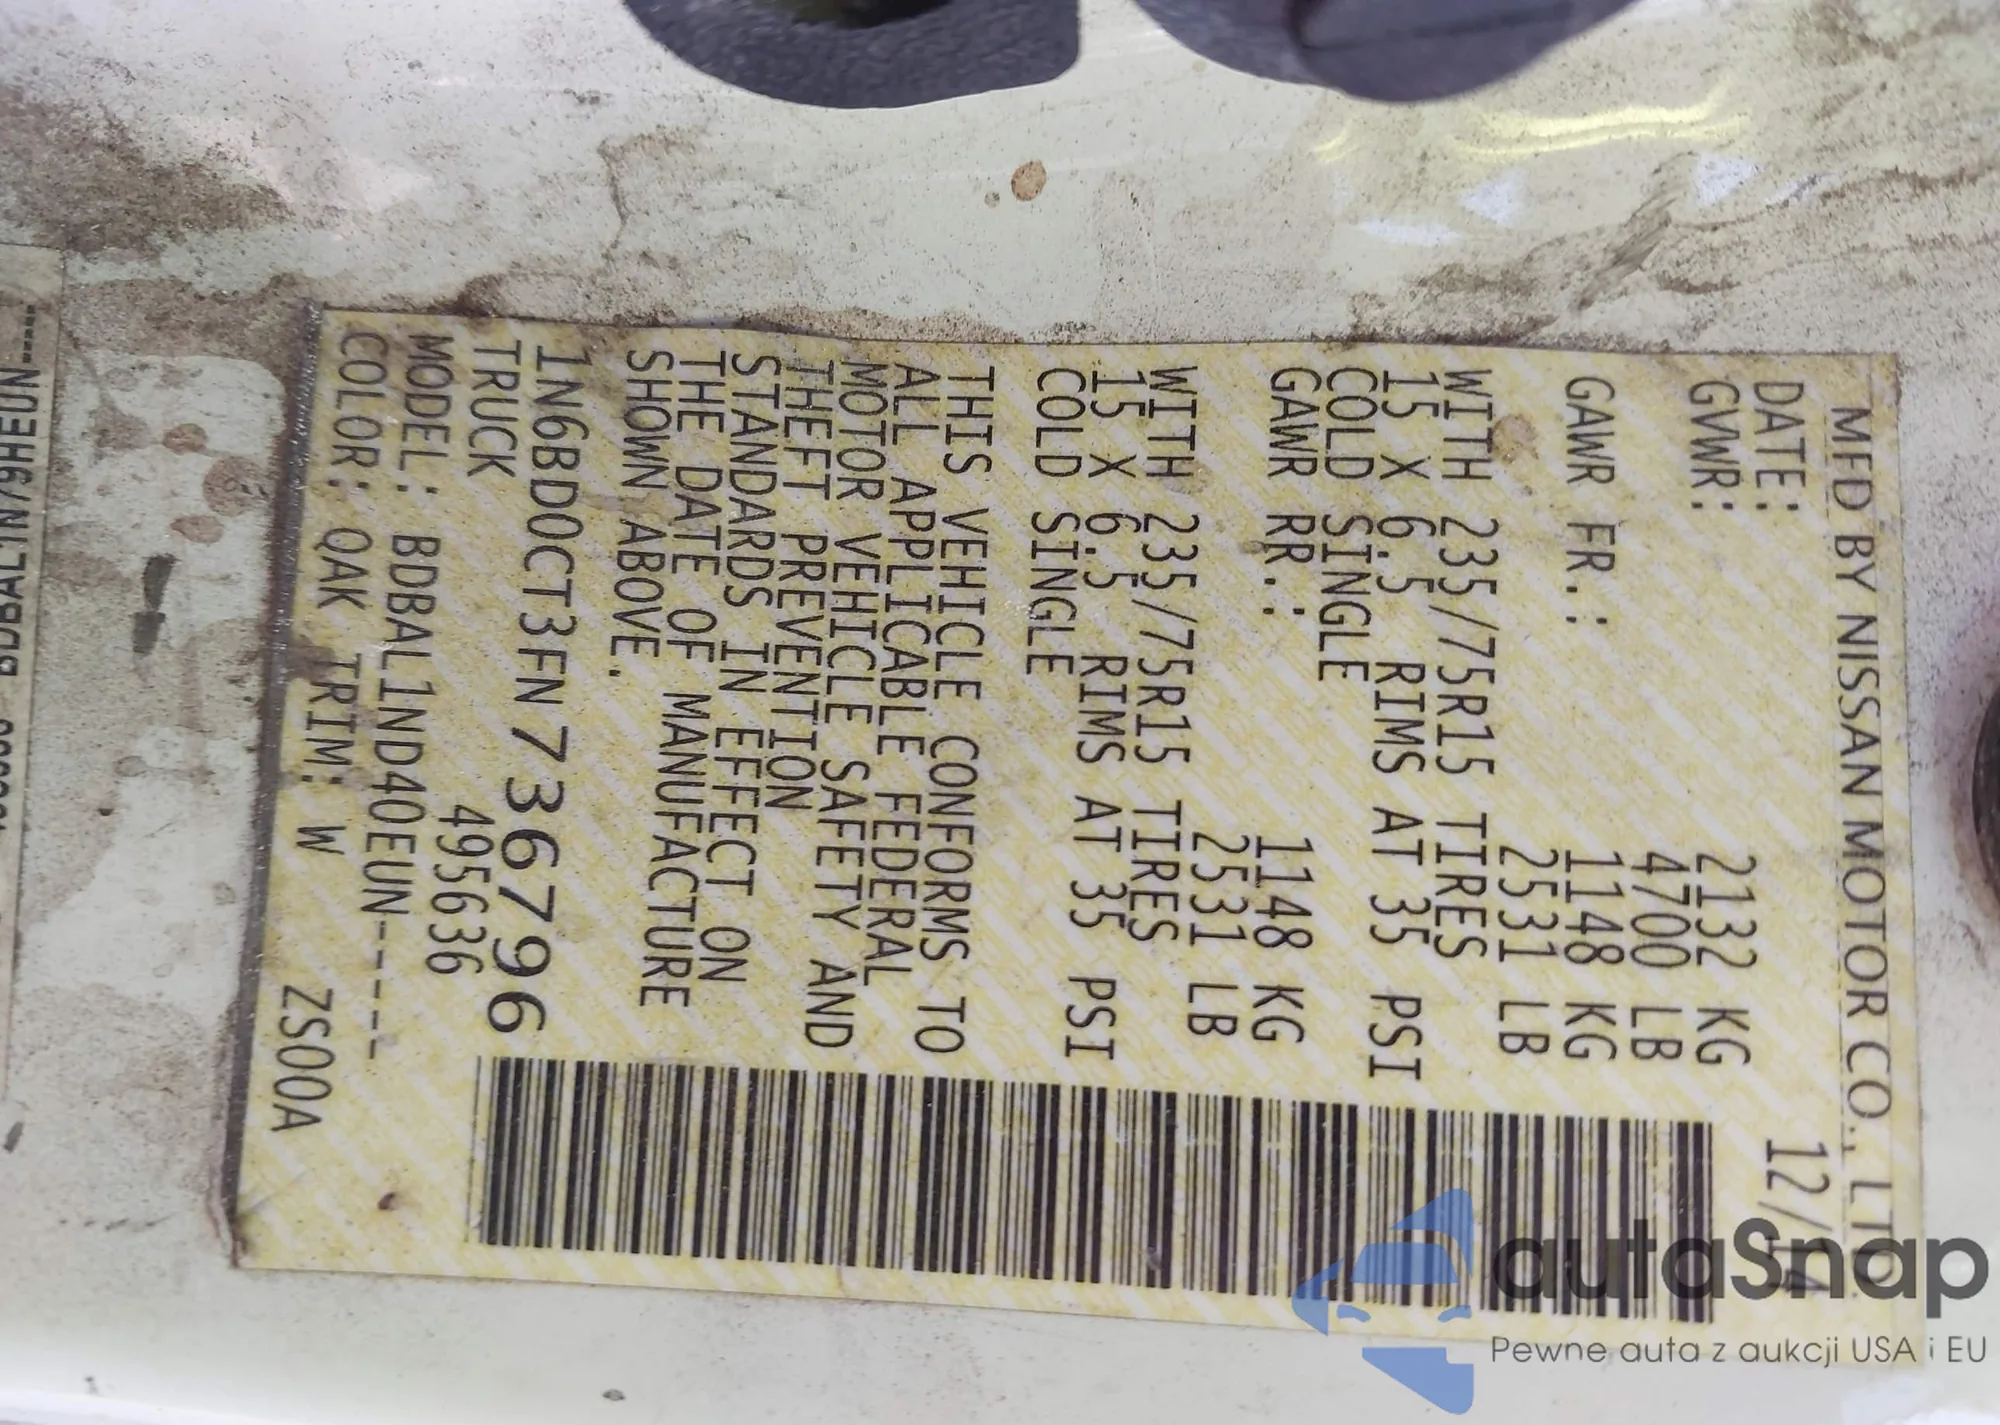 MFD BY NISSAN MOTOR CO., LTD.
DATE: 12/14
GVWR: 2132 KG
4700 LB
GAWR FR.: 1148 KG
2531 LB
WITH 235/75R15 TIRES
15 X 6.5 RIMS AT 35 PSI
COLD SINGLE
GAWR RR.: 1148 KG
2531 LB
WITH 235/75R15 TIRES
15 X 6.5 RIMS AT 35 PSI
COLD SINGLE
THIS VEHICLE CONFORMS TO
ALL APPLICABLE FEDERAL
MOTOR VEHICLE SAFETY AND
THEFT PREVENTION
STANDARDS IN EFFECT ON
THE DATE OF MANUFACTURE
SHOWN ABOVE.
1N6BD0CT3FN736796
TRUCK 495636
MODEL: BDBAL1ND40EUN-----
COLOR: QAK TRIM: W ZS00A
autaSnap
Pewne auta z aukcji USA i EU